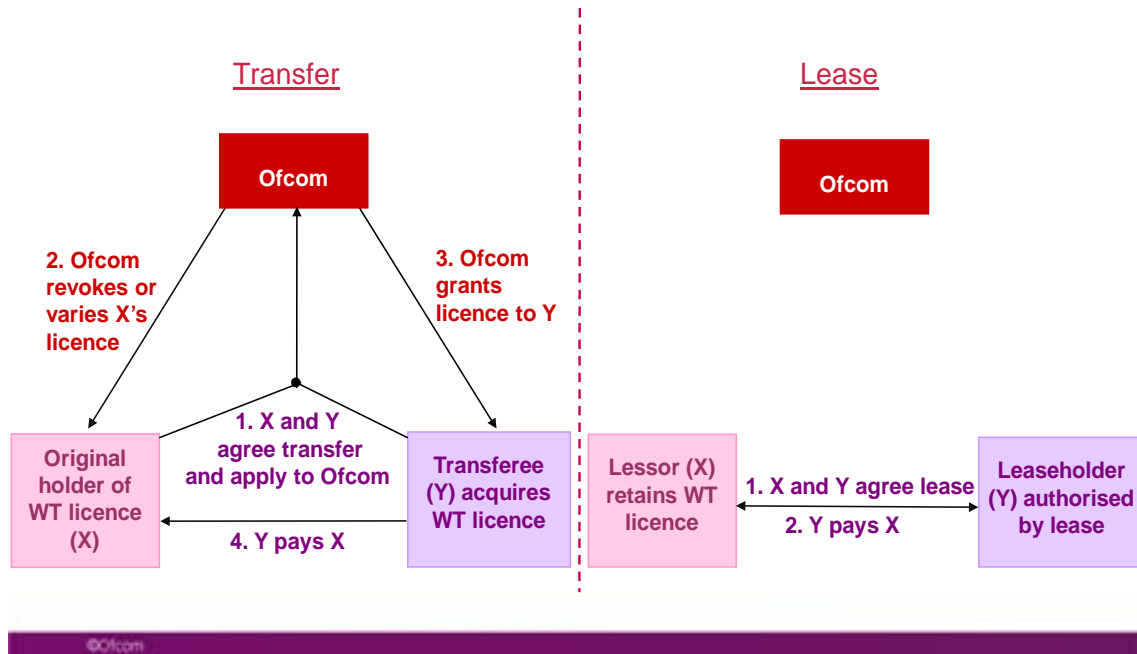 Transfer
Ofcom
2. Ofcom
revokes or
varies X's
licence
3. Ofcom
grants
licence to Y
1. X and Y
agree transfer
and apply to Ofcom
Original
holder of
WT licence
(X)
Transferee
(Y) acquires
WT licence
4. Y pays X
Lease
Ofcom
Lessor (X)
retains WT
licence
1. X and Y agree lease
2. Y pays X
Leaseholder
(Y) authorised
by lease
©Ofcom